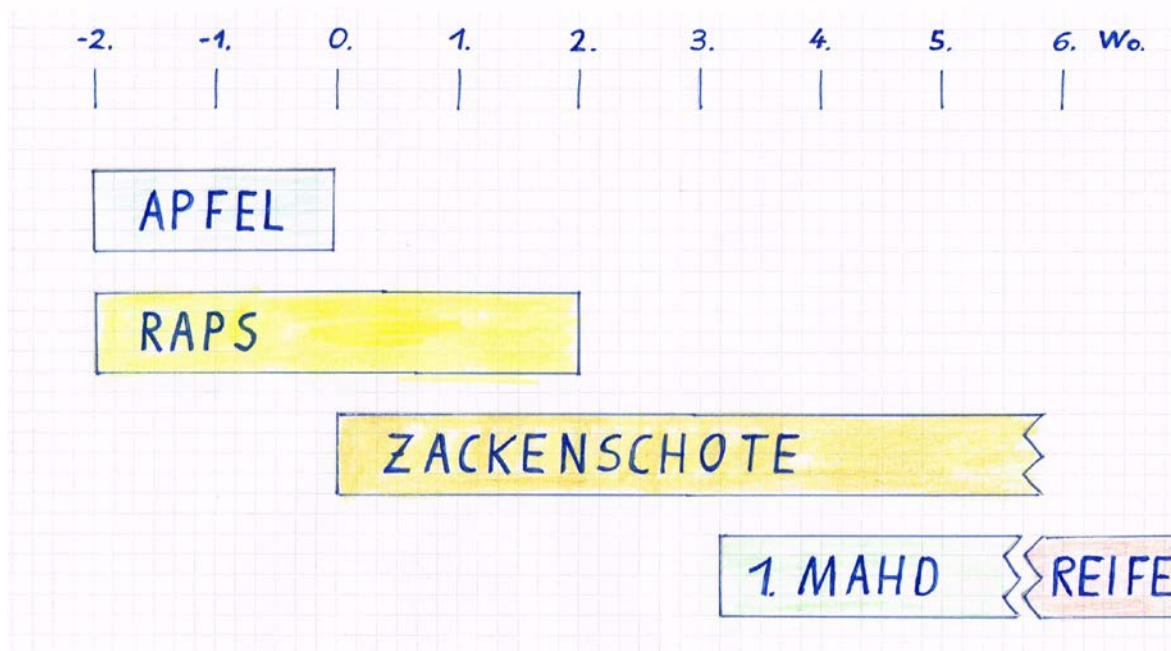 -2. -1. 0. 1. 2. 3. 4. 5. 6. Wo.
APFEL
RAPS
ZACKENSCHOTE
1. MAHD REIFE